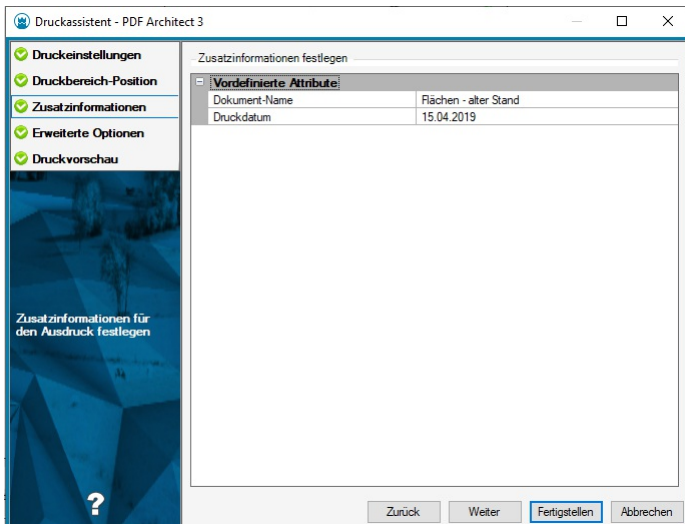 Druckassistent - PDF Architect 3
Druckeinstellungen
Druckbereich-Position
Zusatzinformationen
Erweiterte Optionen
Druckvorschau
Zusatzinformationen für
den Ausdruck festlegen
?
Zusatzinformationen festlegen
Vordefinierte Attribute
Dokument-Name Flächen - alter Stand
Druckdatum 15.04.2019
Zurück Weiter Fertigstellen Abbrechen